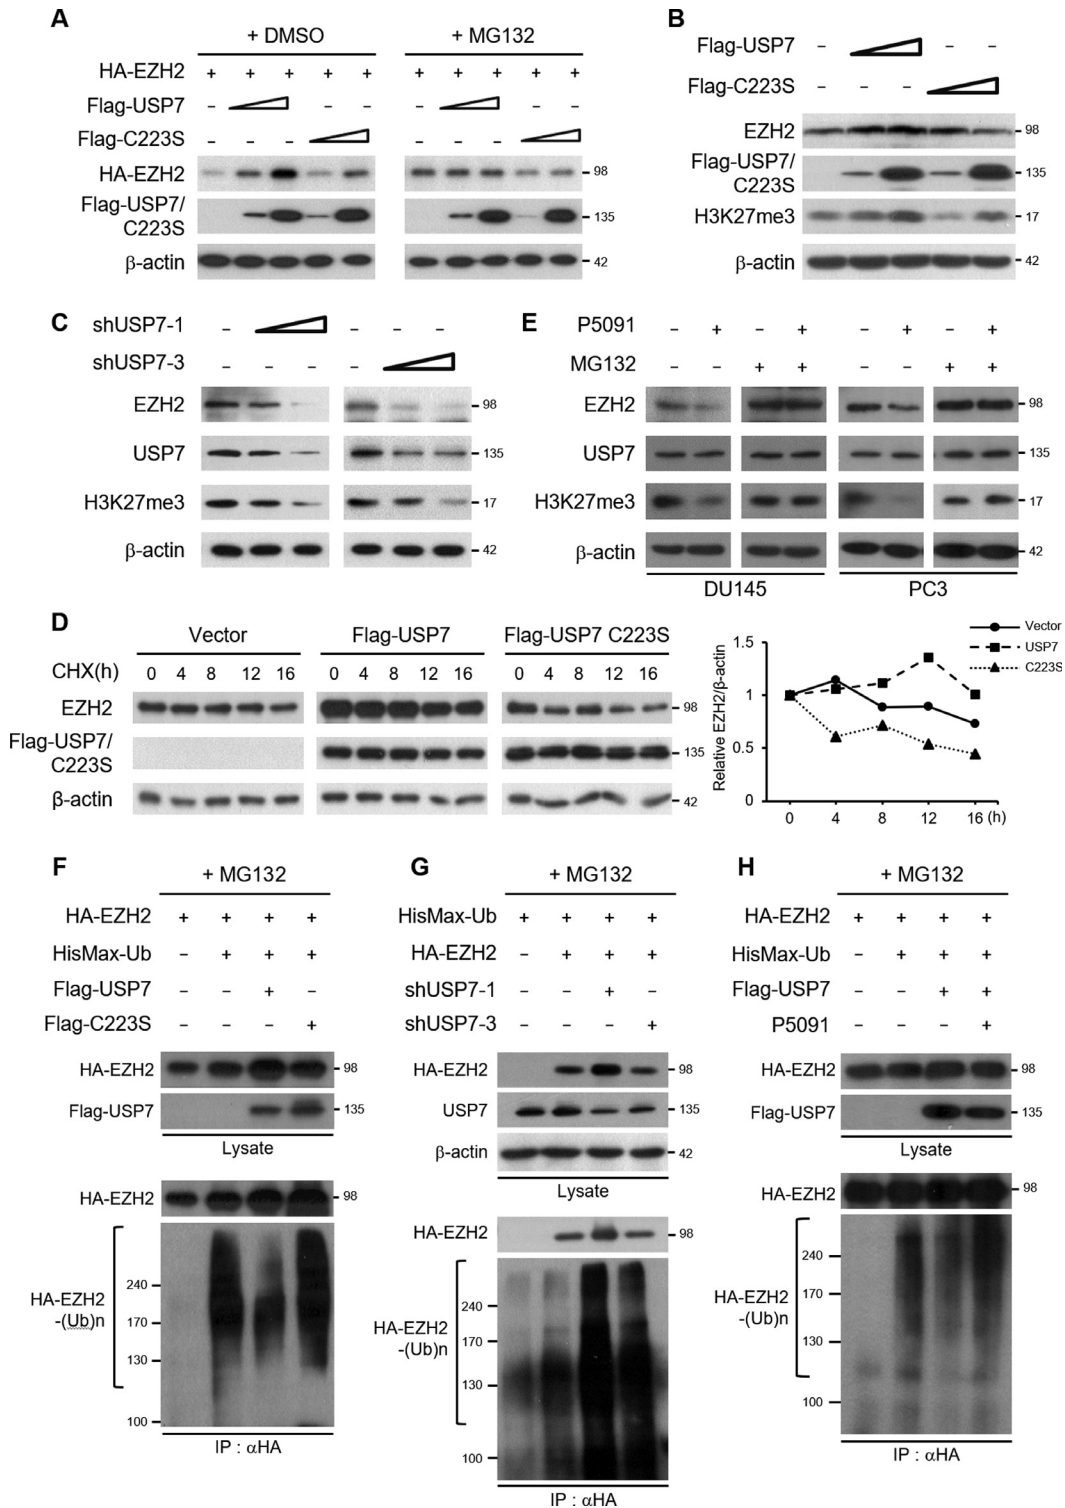 A
+ DMSO + MG132
HA-EZH2 + + + + + + + + + +
Flag-USP7 – – – – – –
Flag-C223S – – – – – –
HA-EZH2 98
Flag-USP7/
C223S 135
β-actin 42
B
Flag-USP7 – – –
Flag-C223S – – –
EZH2 98
Flag-USP7/
C223S 135
H3K27me3 17
β-actin 42
C
shUSP7-1 – – – –
shUSP7-3 – – – –
EZH2 98
USP7 135
H3K27me3 17
β-actin 42
E
P5091 – + – + – + – +
MG132 – – + + – – + +
EZH2 98
USP7 135
H3K27me3 17
β-actin 42
DU145 PC3
D
Vector Flag-USP7 Flag-USP7 C223S
CHX(h) 0 4 8 12 16 0 4 8 12 16 0 4 8 12 16
EZH2 98
Flag-USP7/
C223S 135
β-actin 42
Relative EZH2/β-actin
1.5
1
0.5
0
0 4 8 12 16 (h)
Vector
USP7
C223S
F
+ MG132
HA-EZH2 + + + +
HisMax-Ub – + + +
Flag-USP7 – – + –
Flag-C223S – – – +
HA-EZH2 98
Flag-USP7 135
Lysate
HA-EZH2 98
HA-EZH2
-(Ub)n
240
170
130
100
IP : αHA
G
+ MG132
HisMax-Ub + + + +
HA-EZH2 – + + +
shUSP7-1 – – + –
shUSP7-3 – – – +
HA-EZH2 98
USP7 135
β-actin 42
Lysate
HA-EZH2 98
HA-EZH2
-(Ub)n
240
170
130
100
IP : αHA
H
+ MG132
HA-EZH2 + + + +
HisMax-Ub – + + +
Flag-USP7 – – + +
P5091 – – – +
HA-EZH2 98
Flag-USP7 135
Lysate
HA-EZH2 98
HA-EZH2
-(Ub)n
240
170
130
100
IP : αHA